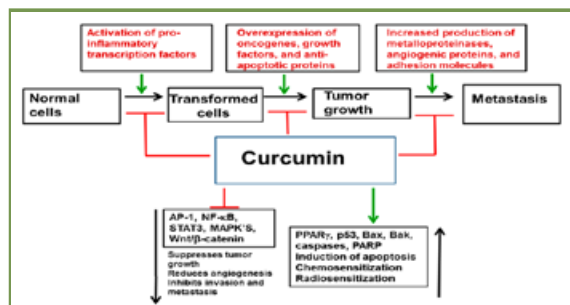 Activation of pro-
inflammatory
transcription factors
Overexpression of
oncogenes, growth
factors, and anti-
apoptotic proteins
Increased production of
metalloproteinases,
angiogenic proteins, and
adhesion molecules
Normal
cells
Transformed
cells
Tumor
growth
Metastasis
Curcumin
AP-1, NF-κB,
STAT3, MAPK'S,
Wnt/β-catenin
Suppresses tumor
growth
Reduces angiogenesis
Inhibits invasion and
metastasis
PPARγ, p53, Bax, Bak,
caspases, PARP
Induction of apoptosis
Chemosensitization
Radiosensitization